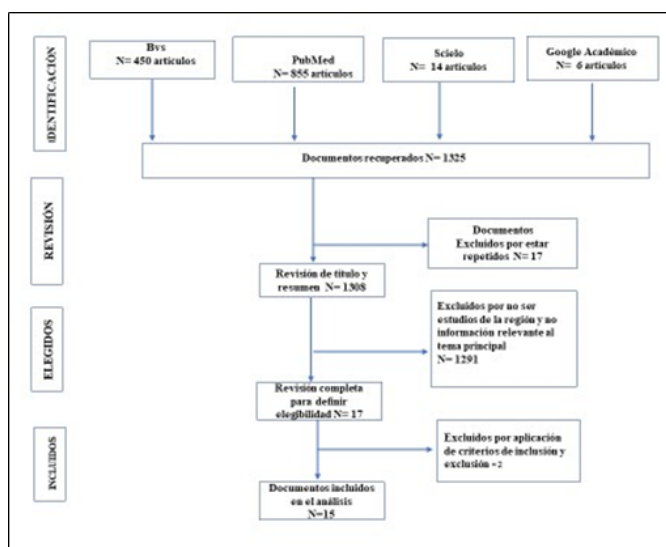 IDENTIFICACIÓN
Bvs
N= 450 artículos
PubMed
N= 855 artículos
Scielo
N= 14 artículos
Google Académico
N= 6 artículos
Documentos recuperados N= 1325
REVISIÓN
Documentos
Excluidos por estar
repetidos N= 17
Revisión de título y
resumen N= 1308
ELEGIDOS
Excluidos por no ser
estudios de la región y no
información relevante al
tema principal
N= 1291
Revisión completa
para definir
elegibilidad N= 17
INCLUIDOS
Excluidos por aplicación
de criterios de inclusión y
exclusión =2
Documentos incluidos
en el análisis
N=15